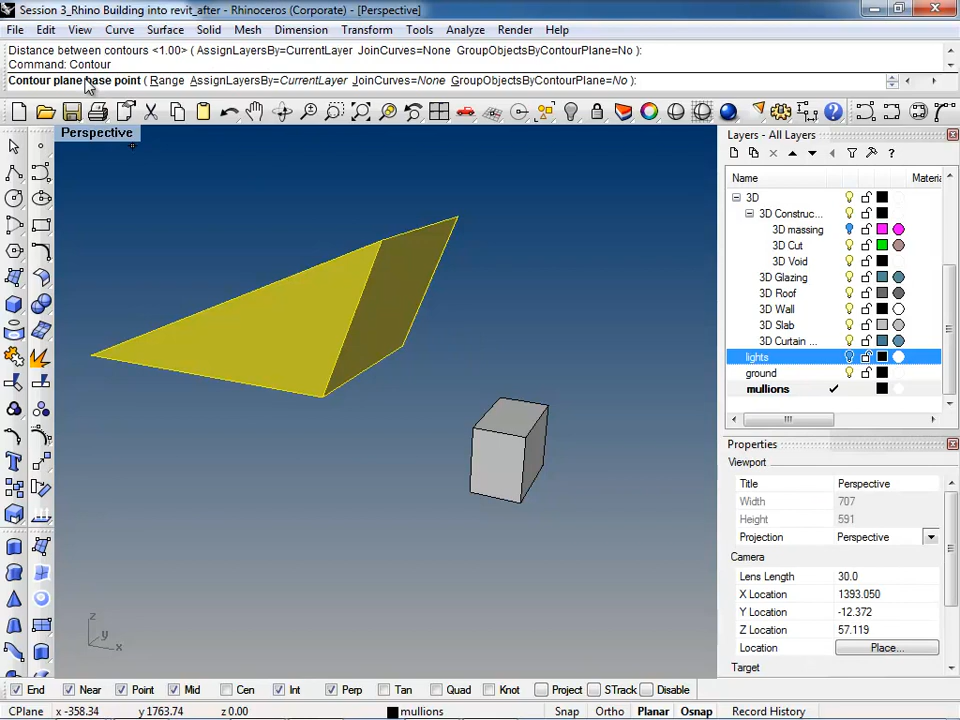 Session 3_Rhino Building into revit_after - Rhinoceros (Corporate) - [Perspective]
File Edit View Curve Surface Solid Mesh Dimension Transform Tools Analyze Render Help
Distance between contours <1.00> ( AssignLayersBy=CurrentLayer JoinCurves=None GroupObjectsByContourPlane=No ):
Command: Contour
Contour plane base point ( Range AssignLayersBy=CurrentLayer JoinCurves=None GroupObjectsByContourPlane=No ):
Perspective
Layers - All Layers
Name Materia
3D
3D Construc...
3D massing
3D Cut
3D Void
3D Glazing
3D Roof
3D Wall
3D Slab
3D Curtain ...
lights
ground
mullions
Properties
Viewport
Title Perspective
Width 707
Height 591
Projection Perspective
Camera
Lens Length 30.0
X Location 1393.050
Y Location -12.372
Z Location 57.119
Location Place...
Target
z
y
x
End Near Point Mid Cen Int Perp Tan Quad Knot Project STrack Disable
CPlane x -358.34 y 1763.74 z 0.00 mullions Snap Ortho Planar Osnap Record History